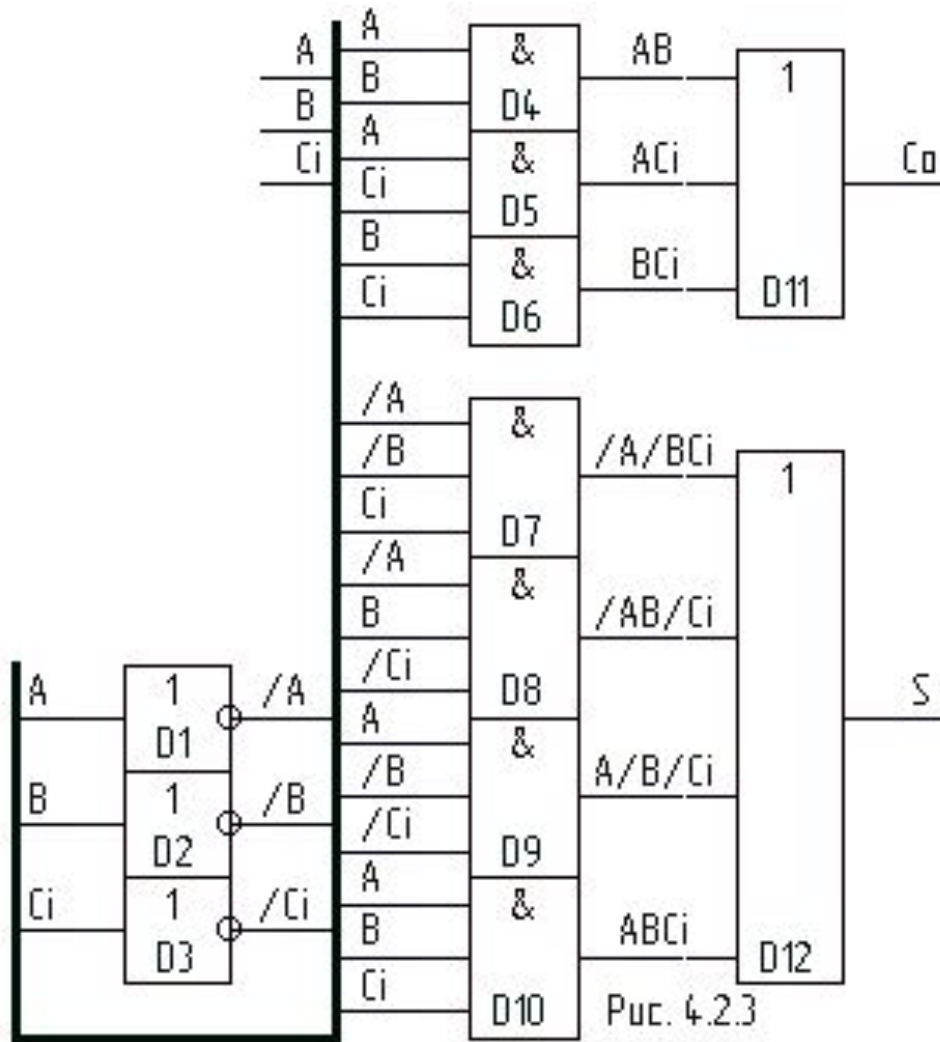 A
A
&
AB
1
B
B
D4
A
Ci
&
ACi
Co
Ci
D5
B
&
BCi
Ci
D6
D11
/A
&
/B
/A/BCi
1
Ci
D7
/A
&
B
/AB/Ci
/Ci
D8
A
1
/A
A
&
S
D1
/B
A/B/Ci
B
1
/B
/Ci
D2
D9
A
Ci
1
/Ci
&
B
ABCi
D3
D12
Ci
D10
Рис. 4.2.3